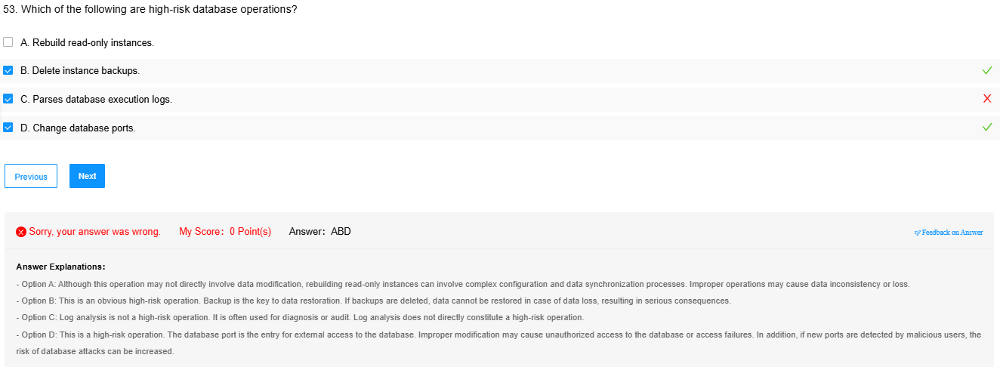 53. Which of the following are high-risk database operations?
A. Rebuild read-only instances.
B. Delete instance backups.
C. Parses database execution logs.
D. Change database ports.
Previous Next
Sorry, your answer was wrong. My Score: 0 Point(s) Answer: ABD Feedback on Answer
Answer Explanations:
- Option A: Although this operation may not directly involve data modification, rebuilding read-only instances can involve complex configuration and data synchronization processes. Improper operations may cause data inconsistency or loss.
- Option B: This is an obvious high-risk operation. Backup is the key to data restoration. If backups are deleted, data cannot be restored in case of data loss, resulting in serious consequences.
- Option C: Log analysis is not a high-risk operation. It is often used for diagnosis or audit. Log analysis does not directly constitute a high-risk operation.
- Option D: This is a high-risk operation. The database port is the entry for external access to the database. Improper modification may cause unauthorized access to the database or access failures. In addition, if new ports are detected by malicious users, the
risk of database attacks can be increased.